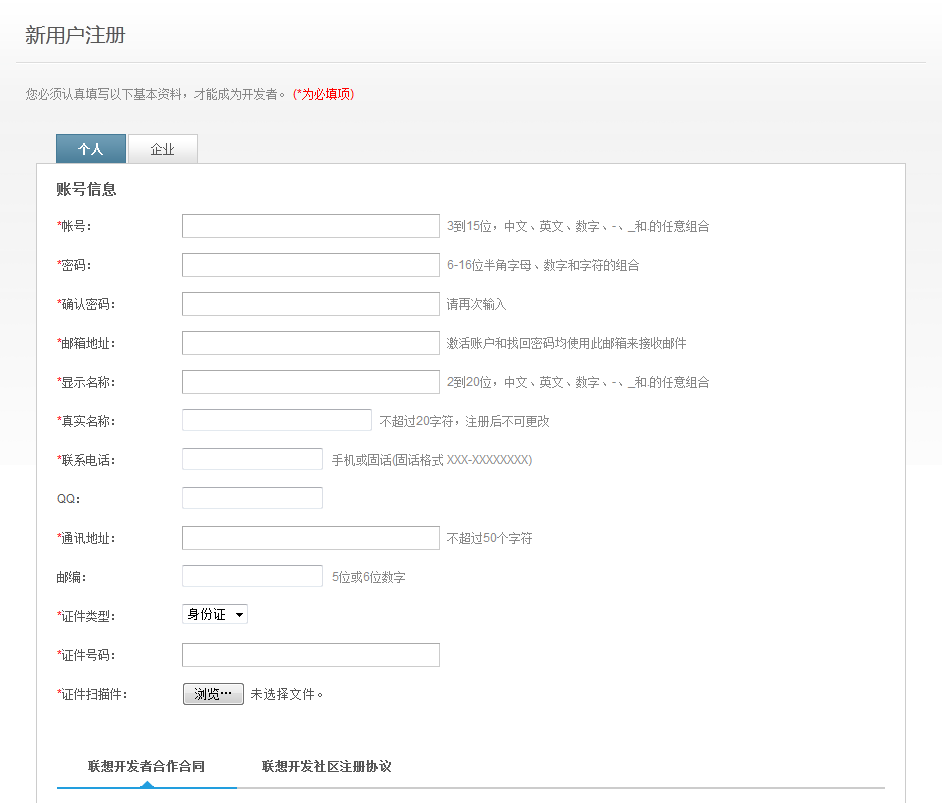 新用户注册
您必须认真填写以下基本资料，才能成为开发者。 (*为必填项)
个人 企业
账号信息
*帐号： 3到15位，中文、英文、数字、-、_和.的任意组合
*密码： 6-16位半角字母、数字和字符的组合
*确认密码： 请再次输入
*邮箱地址： 激活账户和找回密码均使用此邮箱来接收邮件
*显示名称： 2到20位，中文、英文、数字、-、_和.的任意组合
*真实名称： 不超过20字符，注册后不可更改
*联系电话： 手机或固话(固话格式 XXX-XXXXXXXX)
QQ：
*通讯地址： 不超过50个字符
邮编： 5位或6位数字
*证件类型： 身份证
*证件号码：
*证件扫描件： 浏览… 未选择文件。
联想开发者合作合同 联想开发社区注册协议